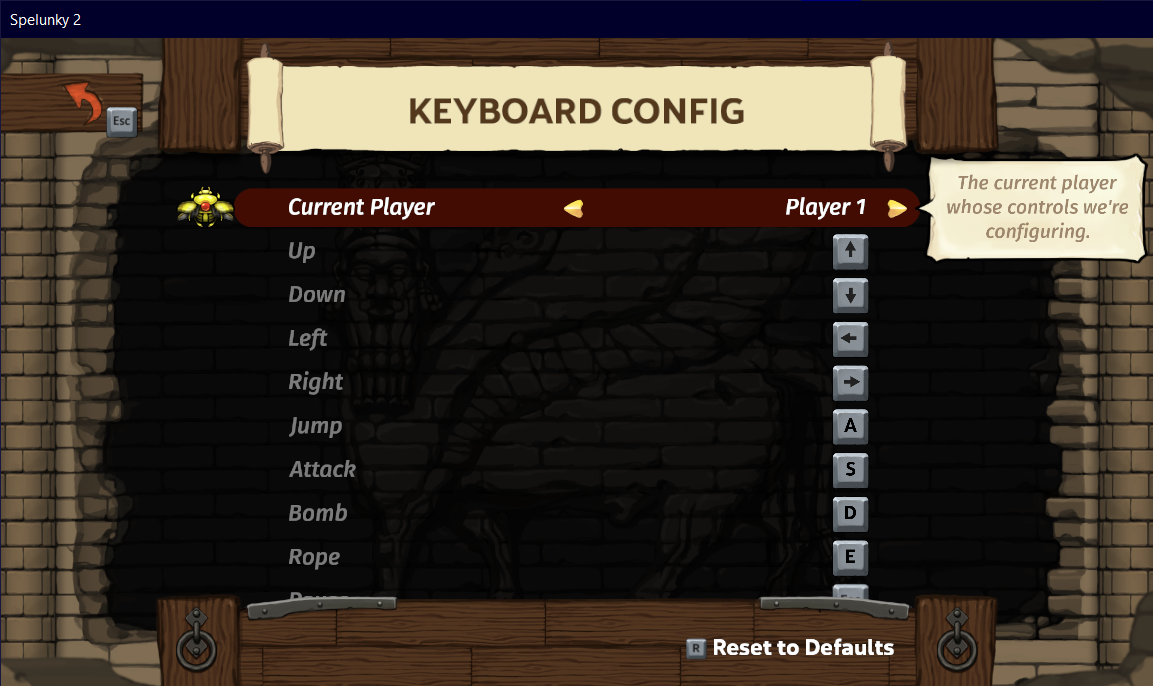 Spelunky 2
Esc
KEYBOARD CONFIG
Current Player Player 1
The current player
whose controls we're
configuring.
Up
Down
Left
Right
Jump A
Attack S
Bomb D
Rope E
R Reset to Defaults